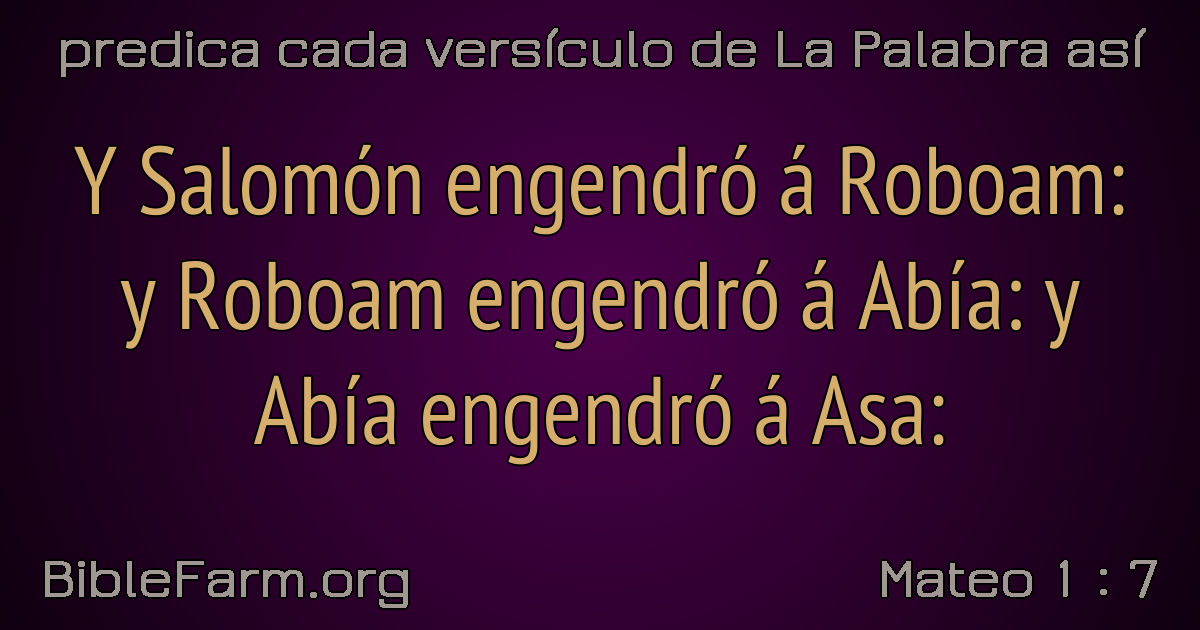 predica cada versículo de La Palabra así
Y Salomón engendró á Roboam:
y Roboam engendró á Abía: y
Abía engendró á Asa:
BibleFarm.org
Mateo 1 : 7